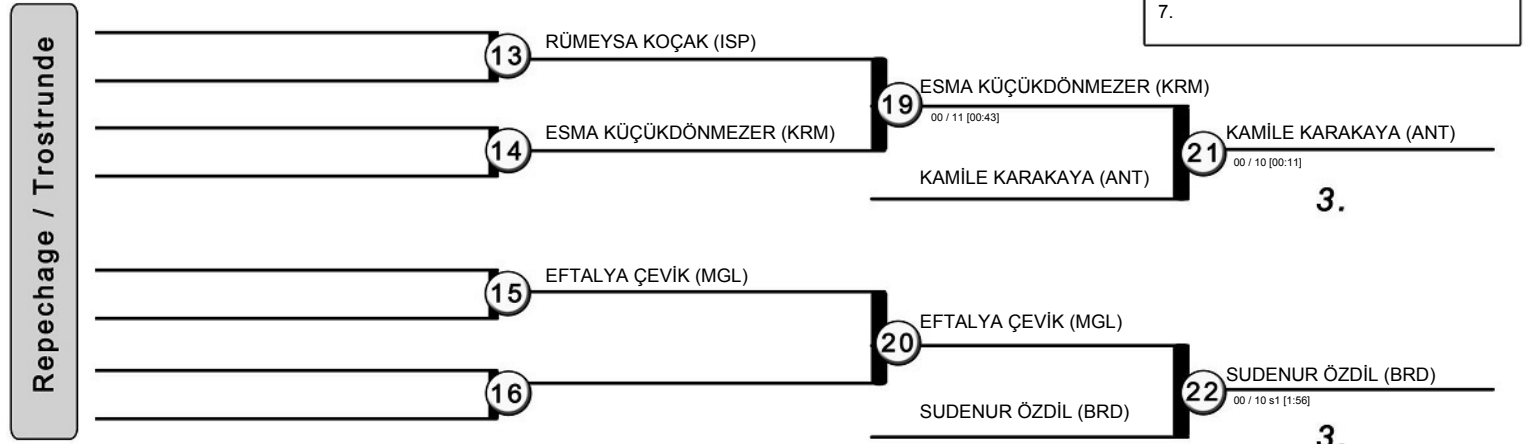 7.
Repechage / Trostrunde
13
RÜMEYSA KOÇAK (ISP)
14
ESMA KÜÇÜKDÖNMEZER (KRM)
19
ESMA KÜÇÜKDÖNMEZER (KRM)
00 / 11 [00:43]
KAMİLE KARAKAYA (ANT)
21
KAMİLE KARAKAYA (ANT)
00 / 10 [00:11]
3.
15
EFTALYA ÇEVİK (MGL)
16
20
EFTALYA ÇEVİK (MGL)
SUDENUR ÖZDİL (BRD)
22
SUDENUR ÖZDİL (BRD)
00 / 10 s1 [1:56]
3.